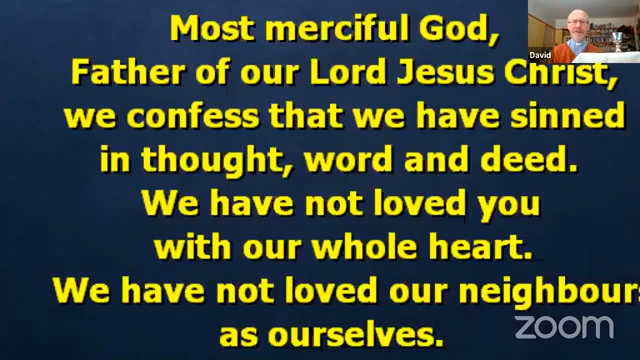 Most merciful God,
David
Father of our Lord Jesus Christ,
we confess that we have sinned
in thought, word and deed.
We have not loved you
with our whole heart.
We have not loved our neighbours
as ourselves.
zoom